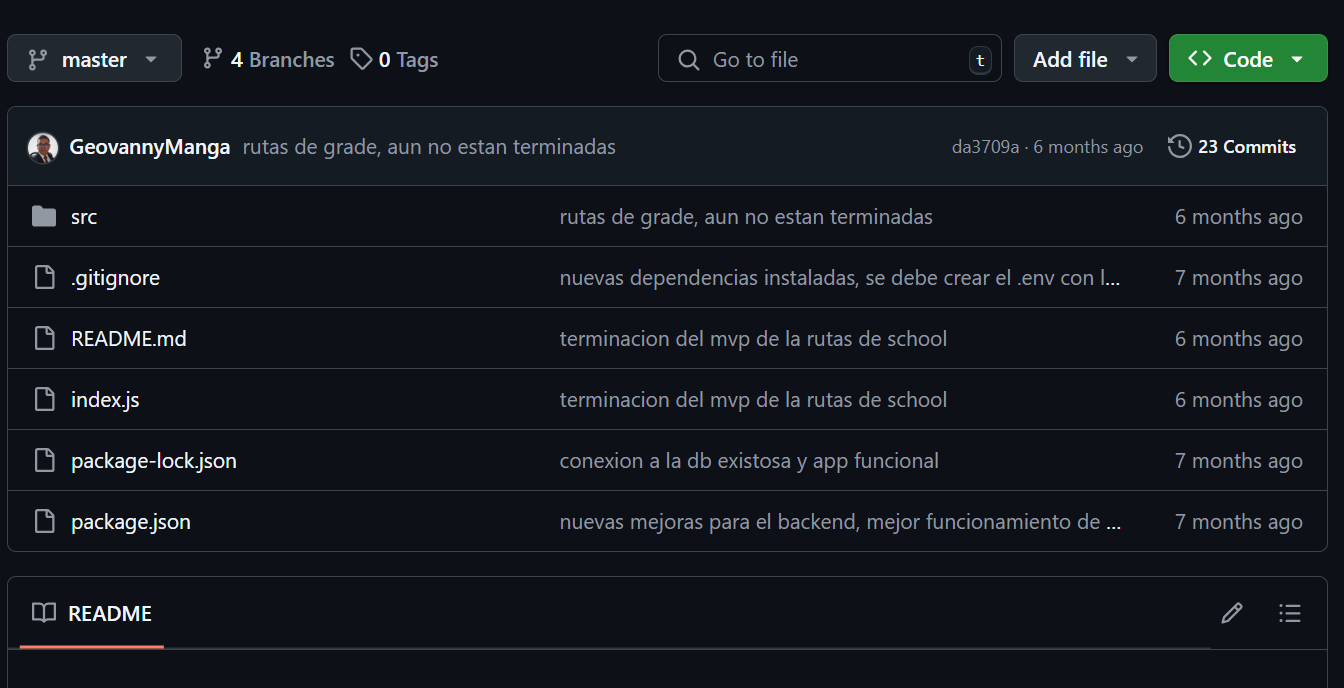 master 4 Branches 0 Tags Go to file t Add file Code
GeovannyManga rutas de grade, aun no estan terminadas da3709a · 6 months ago 23 Commits
src rutas de grade, aun no estan terminadas 6 months ago
.gitignore nuevas dependencias instaladas, se debe crear el .env con l... 7 months ago
README.md terminacion del mvp de la rutas de school 6 months ago
index.js terminacion del mvp de la rutas de school 6 months ago
package-lock.json conexion a la db existosa y app funcional 7 months ago
package.json nuevas mejoras para el backend, mejor funcionamiento de ... 7 months ago
README